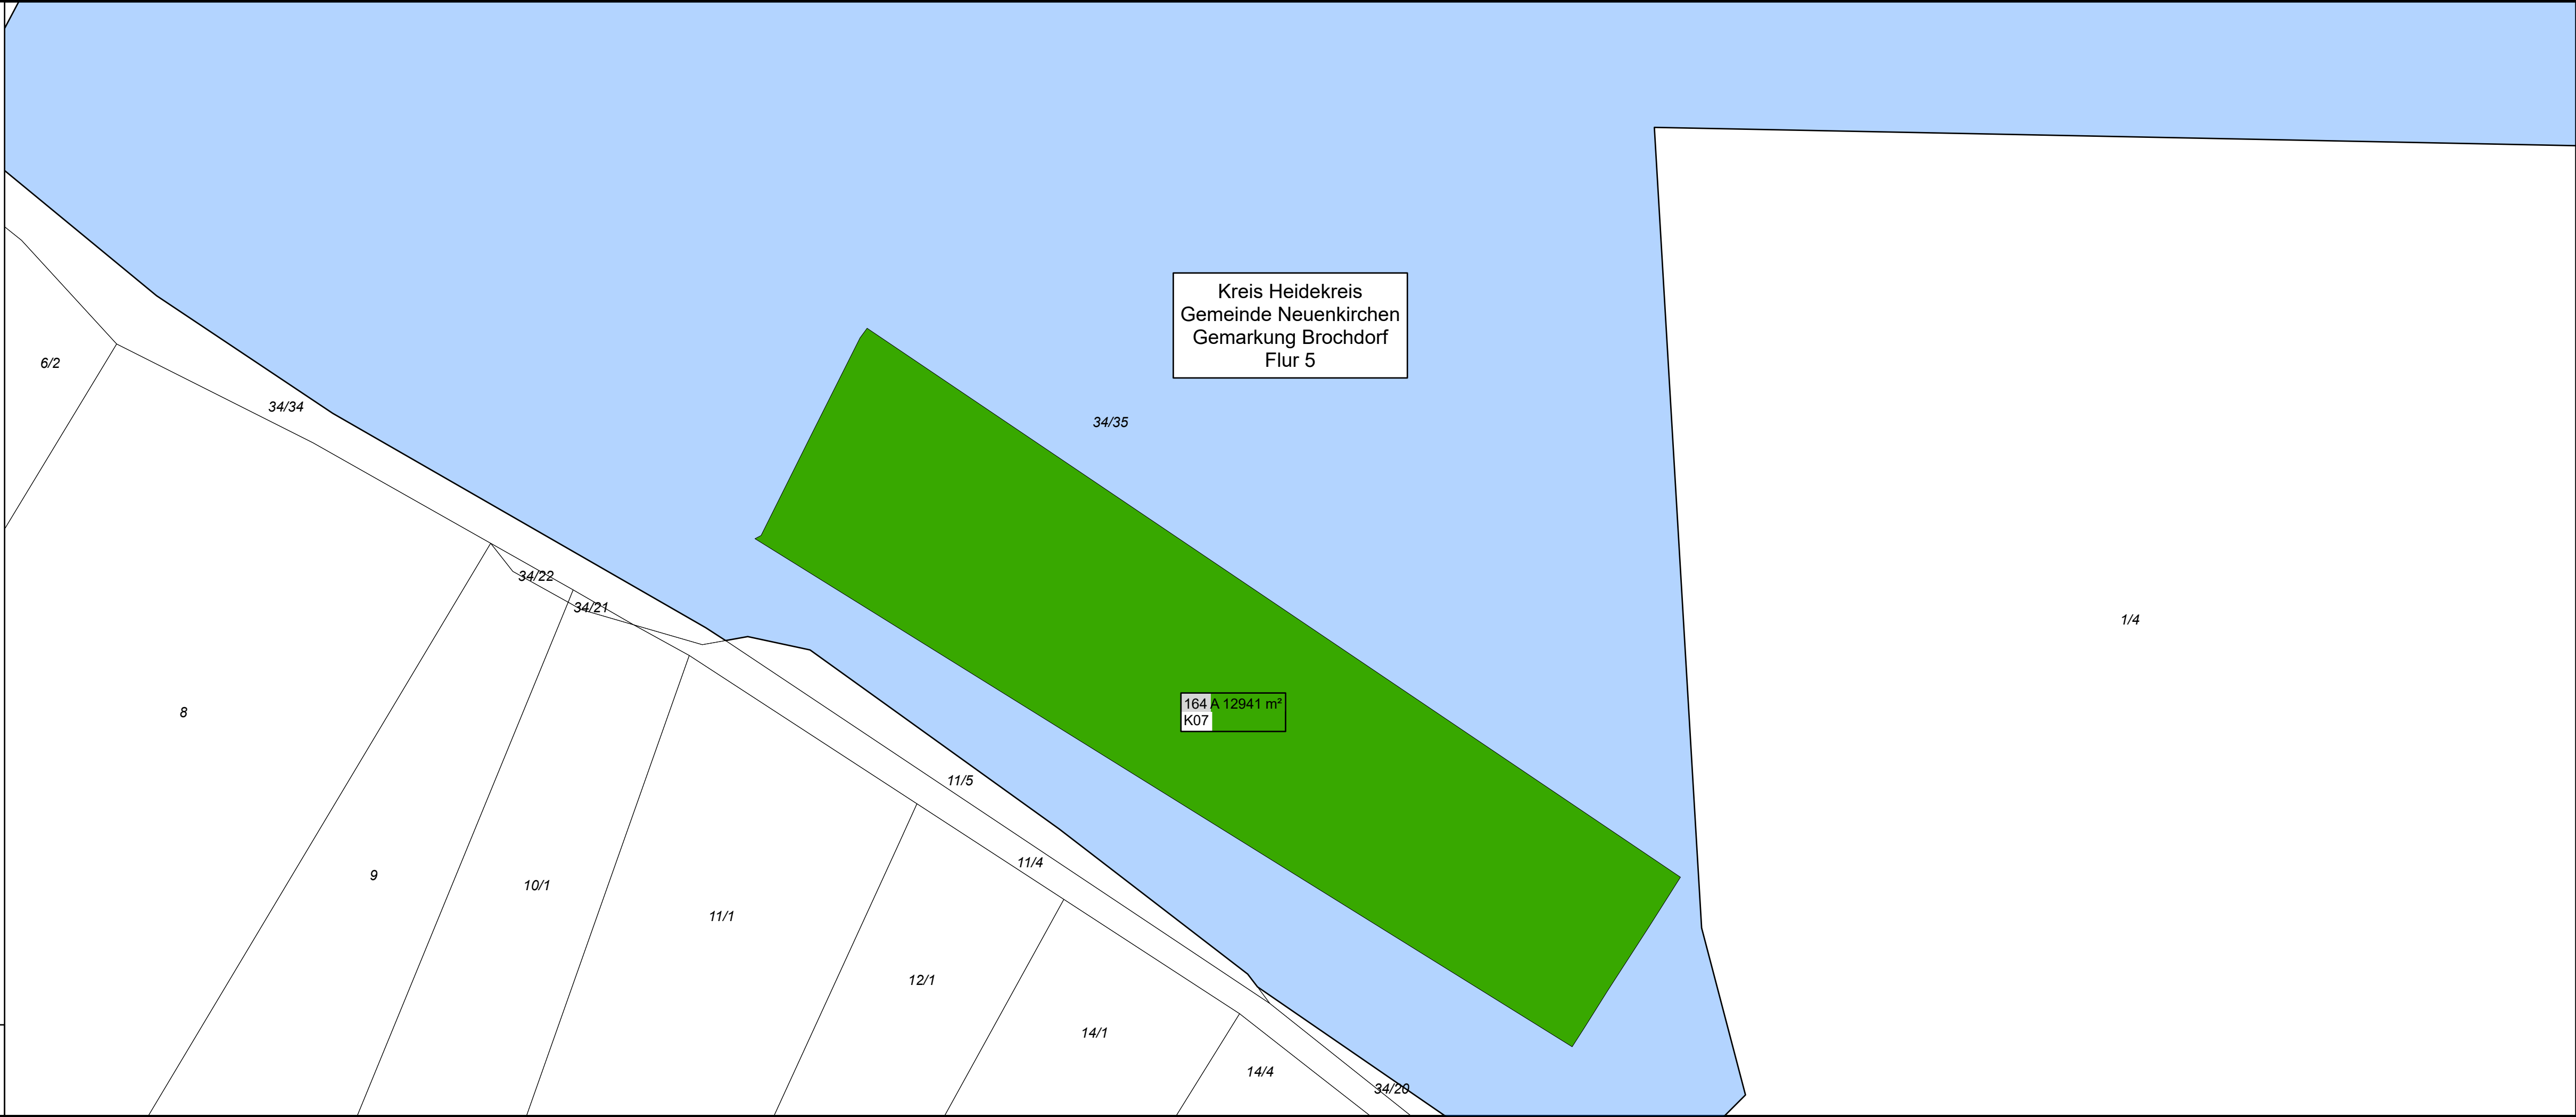 Kreis Heidekreis
Gemeinde Neuenkirchen
Gemarkung Brochdorf
Flur 5
6/2
34/34
34/35
34/22
34/21
1/4
164 A 12941 m²
K07
8
11/5
11/4
9
10/1
11/1
12/1
14/1
14/4
34/20